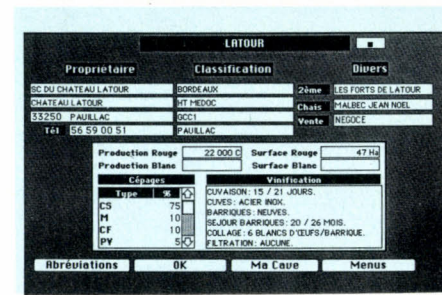 LATOUR
Propriétaire Classification Divers
SC DU CHATEAU LATOUR BORDEAUX 2ème LES FORTS DE LATOUR
CHATEAU LATOUR HT MEDOC Chais MALBEC JEAN NOEL
33250 PAUILLAC GCC1 Vente NEGOCE
Tél 56 59 00 51 PAUILLAC
Production Rouge 22 000 C Surface Rouge 47 Ha
Production Blanc Surface Blanc
Cépages Vinification
Type %
CS 75
M 10
CF 10
PV 5
CUVAISON : 15 / 21 JOURS.
CUVES : ACIER INOX.
BARRIQUES : NEUVES.
SEJOUR BARRIQUES : 20 / 26 MOIS.
COLLAGE : 6 BLANCS D'ŒUFS/BARRIQUE.
FILTRATION : AUCUNE.
Abréviations OK Ma Cave Menus